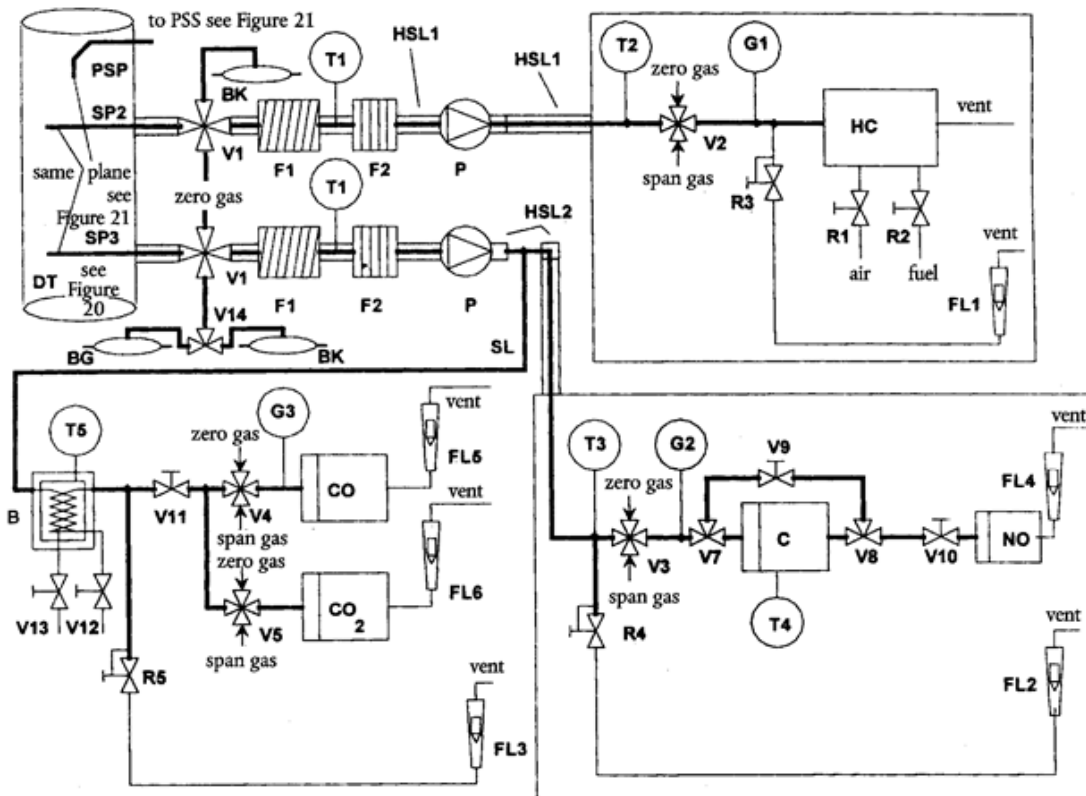 to PSS see Figure 21
PSP
BK
T1
HSL1
HSL1
T2
G1
zero gas
SP2
V1
F1
F2
P
V2
span gas
HC
vent
same plane
see
Figure 21
zero gas
T1
HSL2
R3
R1
R2
air
fuel
vent
SP3
V1
F1
F2
P
DT
see
Figure
20
V14
BG
BK
SL
FL1
T5
zero gas
G3
vent
FL5
T3
G2
V9
vent
FL4
B
V11
V4
span gas
CO
vent
zero gas
V3
span gas
V7
C
V8
V10
NO
zero gas
V5
span gas
CO
2
FL6
V13
V12
R4
T4
R5
vent
FL3
vent
FL2